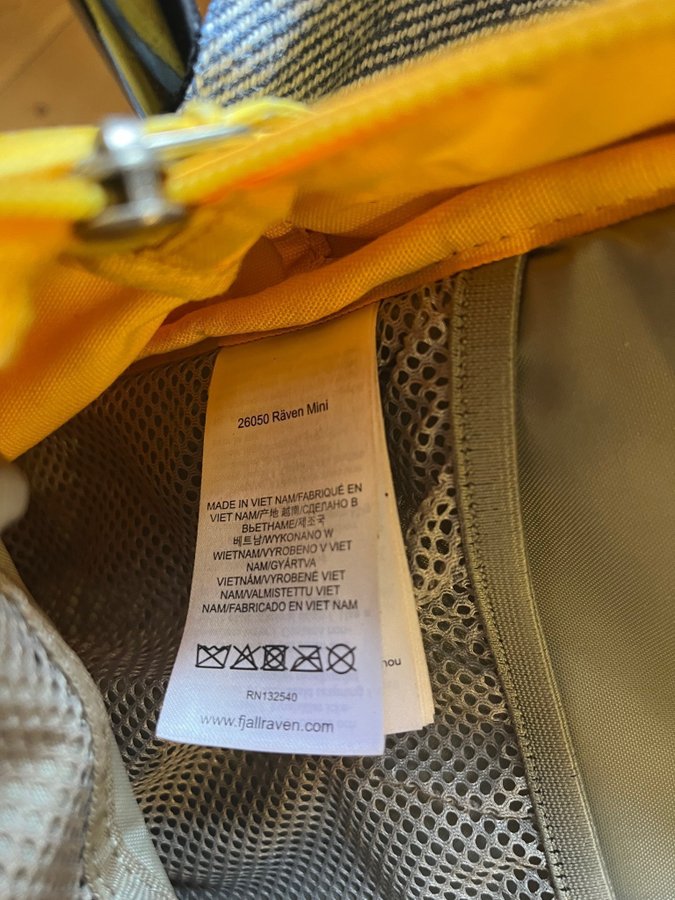 26050 Räven Mini
MADE IN VIET NAM/FABRIQUÉ EN
VIET NAM/产地 越南/СДЕЛАНО В
ВЬЕТНАМЕ/제조국
베트남/WYKONANO W
WIETNAM/VYROBENO V VIET
NAM/GYÁRTVA
VIETNÁM/VYROBENÉ VIET
NAM/VALMISTETTU VIET
NAM/FABRICADO EN VIET NAM
RN132540
www.fjallraven.com